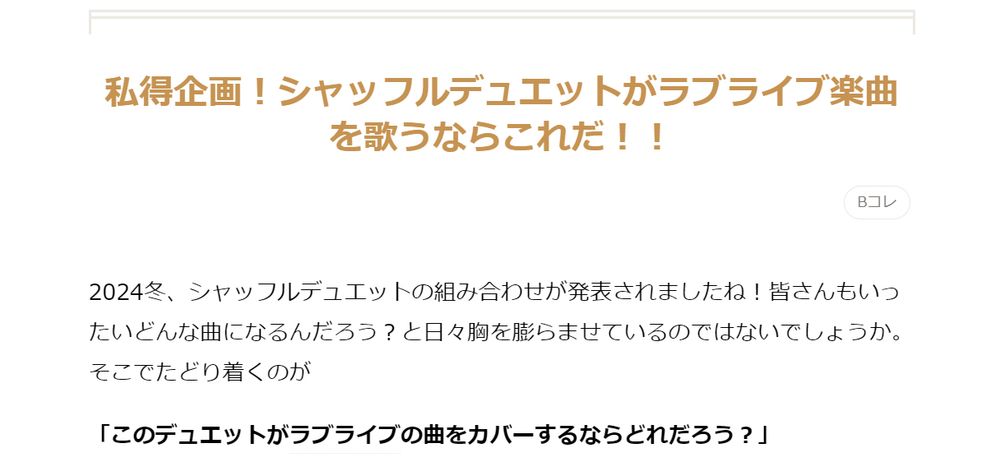 私得企画！シャッフルデュエットがラブライブ楽曲
を歌うならこれだ！！
Bコレ
2024冬、シャッフルデュエットの組み合わせが発表されましたね！皆さんもいっ
たいどんな曲になるんだろう？と日々胸を膨らませているのではないでしょうか。
そこでたどり着くのが
「このデュエットがラブライブの曲をカバーするならどれだろう？」